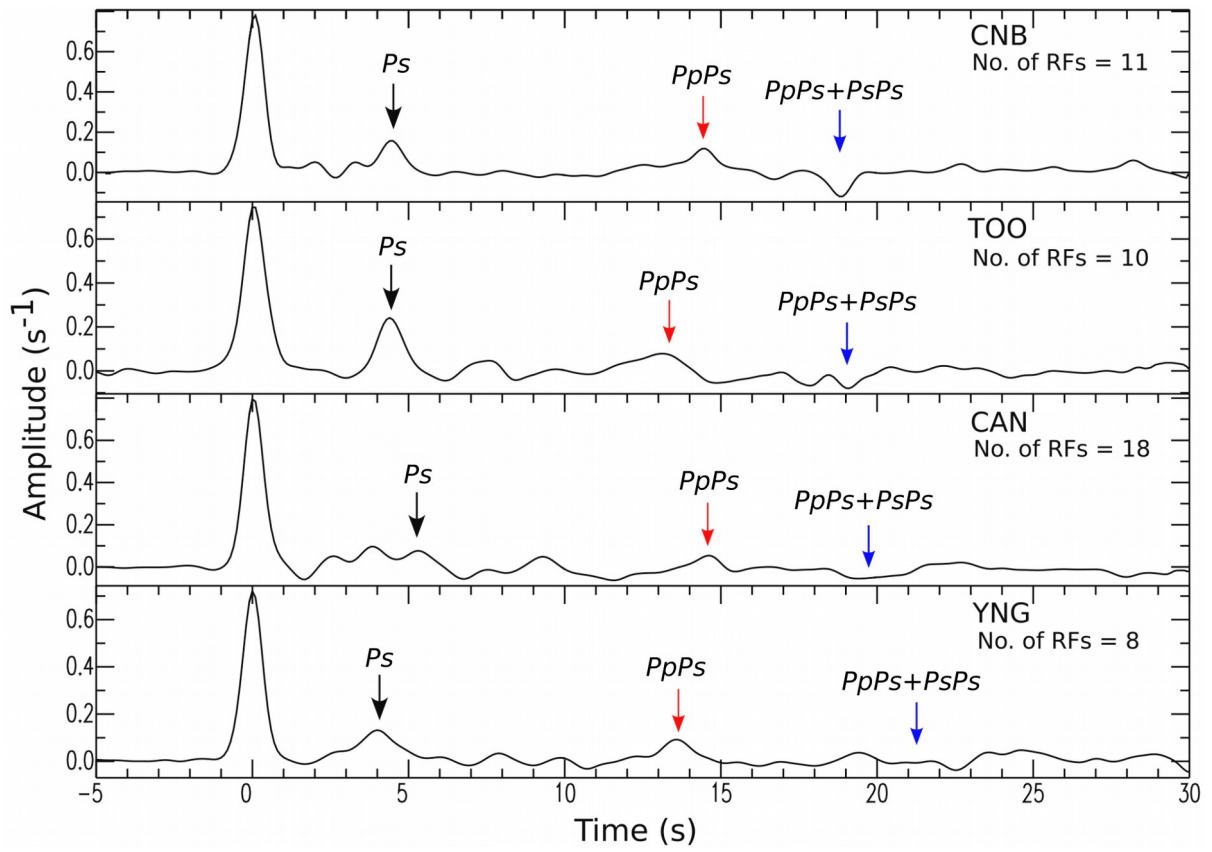 CNB
No. of RFs = 11
Ps
PpPs
PpPs+PsPs
0.6
0.4
0.2
0.0
TOO
No. of RFs = 10
Ps
PpPs
PpPs+PsPs
0.6
0.4
0.2
0.0
CAN
No. of RFs = 18
Ps
PpPs
PpPs+PsPs
0.6
0.4
0.2
0.0
YNG
No. of RFs = 8
Ps
PpPs
PpPs+PsPs
0.6
0.4
0.2
0.0
Amplitude (s⁻¹)
−5 0 5 10 15 20 25 30
Time (s)